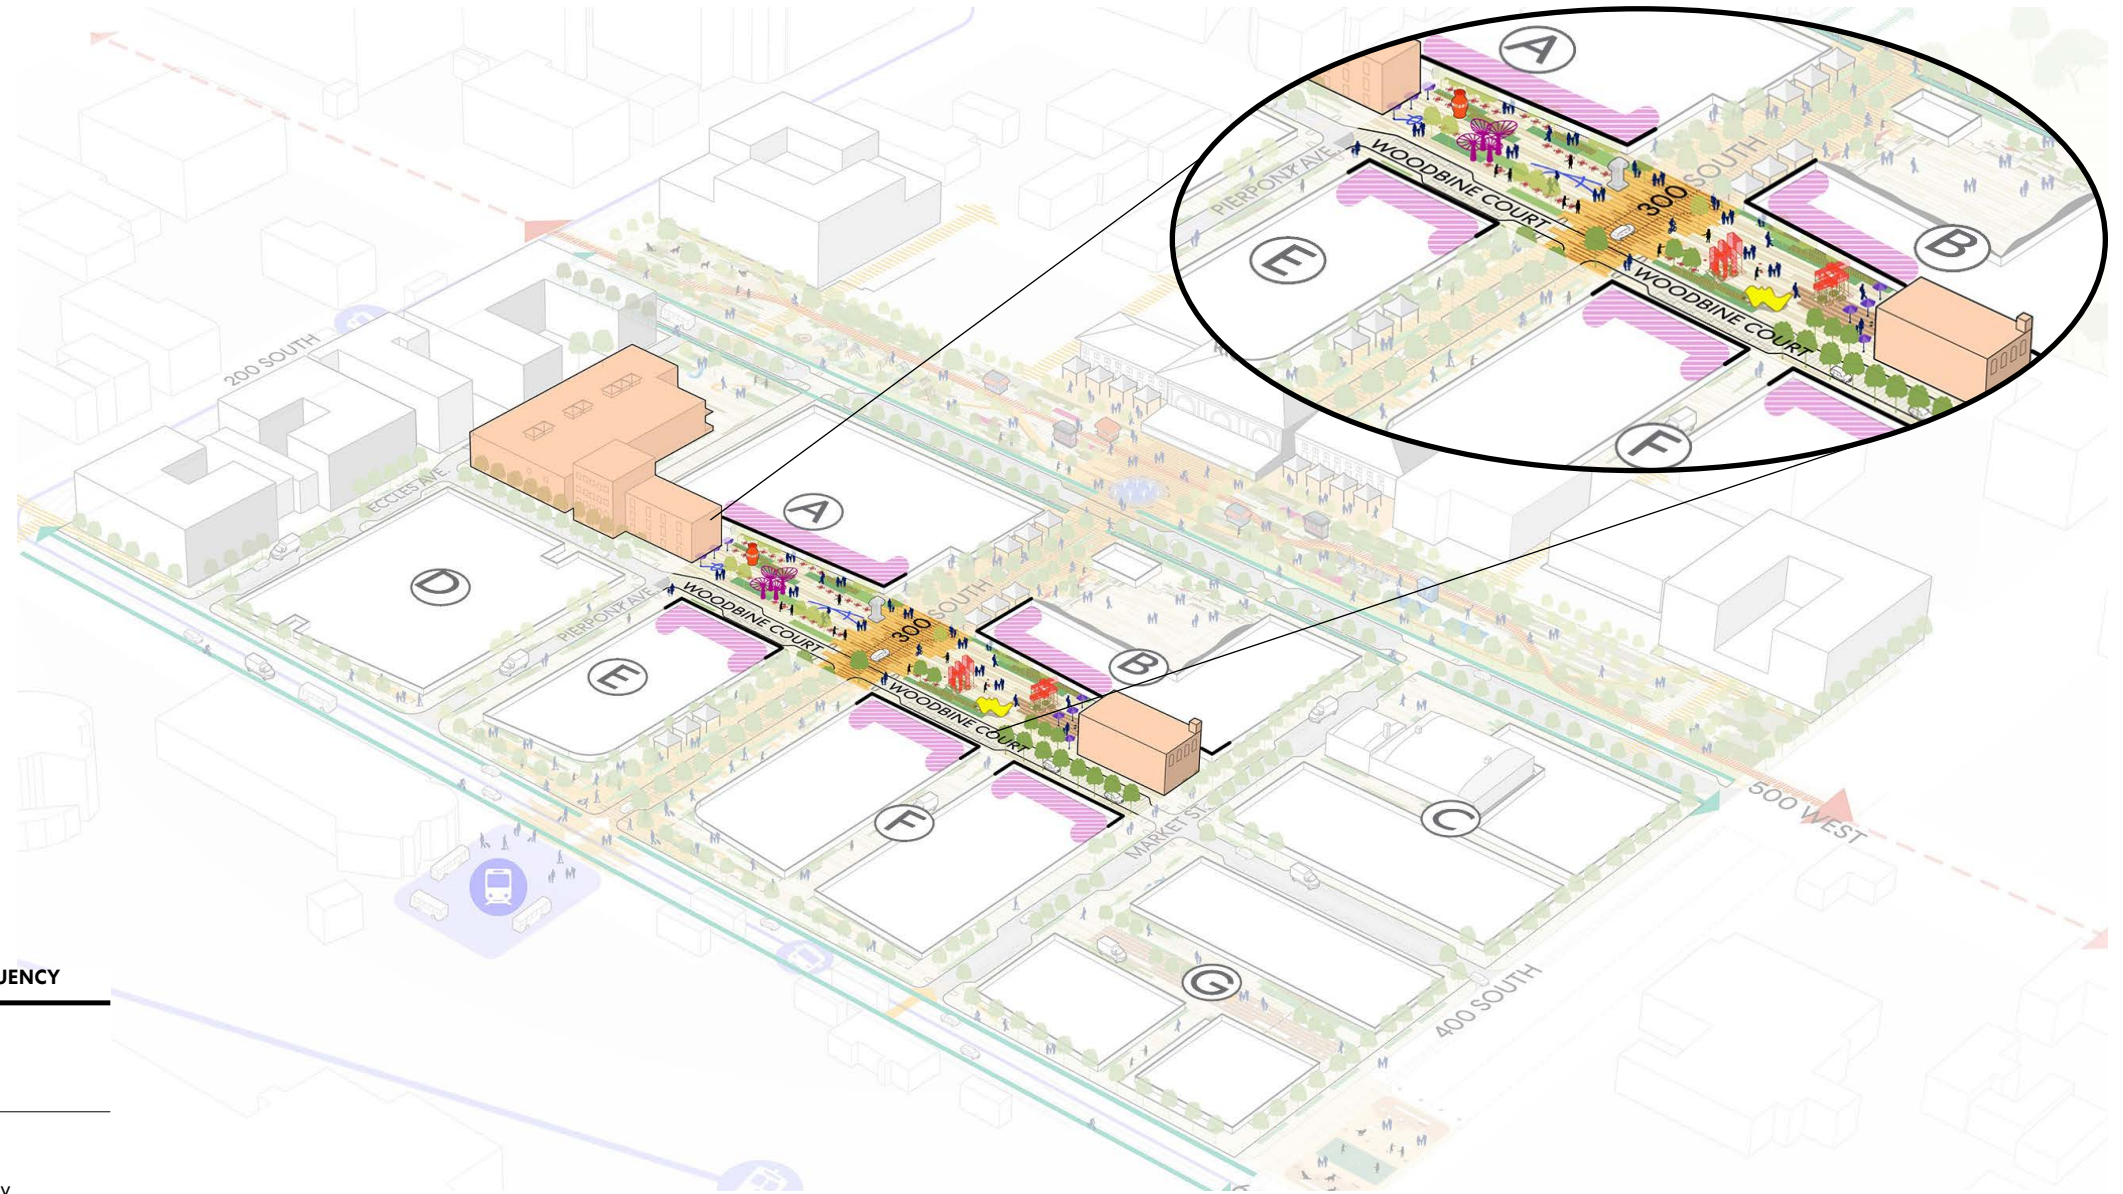 A
300 SOUTH
PIERPONT AVE.
WOODBINE COURT
E
B
WOODBINE COURT
F
200 SOUTH
ECCLES AVE.
A
D
PIERPONT AVE.
WOODBINE COURT
300 SOUTH
E
B
WOODBINE COURT
F
MARKET ST.
C
500 WEST
G
400 SOUTH
UENCY